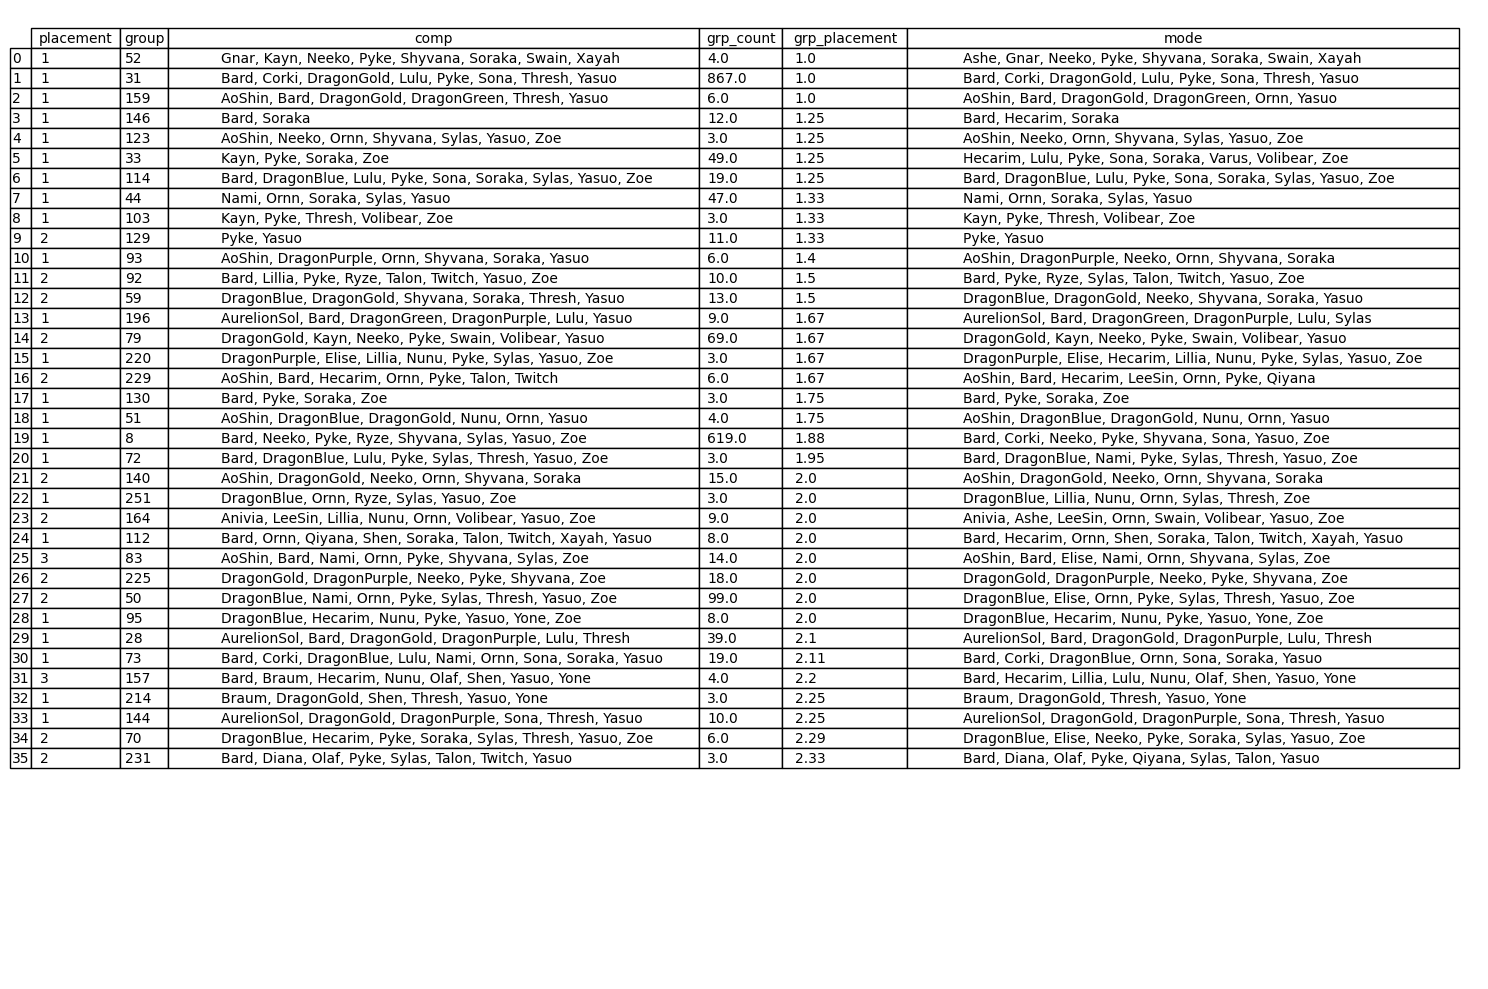 placement group comp grp_count grp_placement mode
0 1 52 Gnar, Kayn, Neeko, Pyke, Shyvana, Soraka, Swain, Xayah 4.0 1.0 Ashe, Gnar, Neeko, Pyke, Shyvana, Soraka, Swain, Xayah
1 1 31 Bard, Corki, DragonGold, Lulu, Pyke, Sona, Thresh, Yasuo 867.0 1.0 Bard, Corki, DragonGold, Lulu, Pyke, Sona, Thresh, Yasuo
2 1 159 AoShin, Bard, DragonGold, DragonGreen, Thresh, Yasuo 6.0 1.0 AoShin, Bard, DragonGold, DragonGreen, Ornn, Yasuo
3 1 146 Bard, Soraka 12.0 1.25 Bard, Hecarim, Soraka
4 1 123 AoShin, Neeko, Ornn, Shyvana, Sylas, Yasuo, Zoe 3.0 1.25 AoShin, Neeko, Ornn, Shyvana, Sylas, Yasuo, Zoe
5 1 33 Kayn, Pyke, Soraka, Zoe 49.0 1.25 Hecarim, Lulu, Pyke, Sona, Soraka, Varus, Volibear, Zoe
6 1 114 Bard, DragonBlue, Lulu, Pyke, Sona, Soraka, Sylas, Yasuo, Zoe 19.0 1.25 Bard, DragonBlue, Lulu, Pyke, Sona, Soraka, Sylas, Yasuo, Zoe
7 1 44 Nami, Ornn, Soraka, Sylas, Yasuo 47.0 1.33 Nami, Ornn, Soraka, Sylas, Yasuo
8 1 103 Kayn, Pyke, Thresh, Volibear, Zoe 3.0 1.33 Kayn, Pyke, Thresh, Volibear, Zoe
9 2 129 Pyke, Yasuo 11.0 1.33 Pyke, Yasuo
10 1 93 AoShin, DragonPurple, Ornn, Shyvana, Soraka, Yasuo 6.0 1.4 AoShin, DragonPurple, Neeko, Ornn, Shyvana, Soraka
11 2 92 Bard, Lillia, Pyke, Ryze, Talon, Twitch, Yasuo, Zoe 10.0 1.5 Bard, Pyke, Ryze, Sylas, Talon, Twitch, Yasuo, Zoe
12 2 59 DragonBlue, DragonGold, Shyvana, Soraka, Thresh, Yasuo 13.0 1.5 DragonBlue, DragonGold, Neeko, Shyvana, Soraka, Yasuo
13 1 196 AurelionSol, Bard, DragonGreen, DragonPurple, Lulu, Yasuo 9.0 1.67 AurelionSol, Bard, DragonGreen, DragonPurple, Lulu, Sylas
14 2 79 DragonGold, Kayn, Neeko, Pyke, Swain, Volibear, Yasuo 69.0 1.67 DragonGold, Kayn, Neeko, Pyke, Swain, Volibear, Yasuo
15 1 220 DragonPurple, Elise, Lillia, Nunu, Pyke, Sylas, Yasuo, Zoe 3.0 1.67 DragonPurple, Elise, Hecarim, Lillia, Nunu, Pyke, Sylas, Yasuo, Zoe
16 2 229 AoShin, Bard, Hecarim, Ornn, Pyke, Talon, Twitch 6.0 1.67 AoShin, Bard, Hecarim, LeeSin, Ornn, Pyke, Qiyana
17 1 130 Bard, Pyke, Soraka, Zoe 3.0 1.75 Bard, Pyke, Soraka, Zoe
18 1 51 AoShin, DragonBlue, DragonGold, Nunu, Ornn, Yasuo 4.0 1.75 AoShin, DragonBlue, DragonGold, Nunu, Ornn, Yasuo
19 1 8 Bard, Neeko, Pyke, Ryze, Shyvana, Sylas, Yasuo, Zoe 619.0 1.88 Bard, Corki, Neeko, Pyke, Shyvana, Sona, Yasuo, Zoe
20 1 72 Bard, DragonBlue, Lulu, Pyke, Sylas, Thresh, Yasuo, Zoe 3.0 1.95 Bard, DragonBlue, Nami, Pyke, Sylas, Thresh, Yasuo, Zoe
21 2 140 AoShin, DragonGold, Neeko, Ornn, Shyvana, Soraka 15.0 2.0 AoShin, DragonGold, Neeko, Ornn, Shyvana, Soraka
22 1 251 DragonBlue, Ornn, Ryze, Sylas, Yasuo, Zoe 3.0 2.0 DragonBlue, Lillia, Nunu, Ornn, Sylas, Thresh, Zoe
23 2 164 Anivia, LeeSin, Lillia, Nunu, Ornn, Volibear, Yasuo, Zoe 9.0 2.0 Anivia, Ashe, LeeSin, Ornn, Swain, Volibear, Yasuo, Zoe
24 1 112 Bard, Ornn, Qiyana, Shen, Soraka, Talon, Twitch, Xayah, Yasuo 8.0 2.0 Bard, Hecarim, Ornn, Shen, Soraka, Talon, Twitch, Xayah, Yasuo
25 3 83 AoShin, Bard, Nami, Ornn, Pyke, Shyvana, Sylas, Zoe 14.0 2.0 AoShin, Bard, Elise, Nami, Ornn, Shyvana, Sylas, Zoe
26 2 225 DragonGold, DragonPurple, Neeko, Pyke, Shyvana, Zoe 18.0 2.0 DragonGold, DragonPurple, Neeko, Pyke, Shyvana, Zoe
27 2 50 DragonBlue, Nami, Ornn, Pyke, Sylas, Thresh, Yasuo, Zoe 99.0 2.0 DragonBlue, Elise, Ornn, Pyke, Sylas, Thresh, Yasuo, Zoe
28 1 95 DragonBlue, Hecarim, Nunu, Pyke, Yasuo, Yone, Zoe 8.0 2.0 DragonBlue, Hecarim, Nunu, Pyke, Yasuo, Yone, Zoe
29 1 28 AurelionSol, Bard, DragonGold, DragonPurple, Lulu, Thresh 39.0 2.1 AurelionSol, Bard, DragonGold, DragonPurple, Lulu, Thresh
30 1 73 Bard, Corki, DragonBlue, Lulu, Nami, Ornn, Sona, Soraka, Yasuo 19.0 2.11 Bard, Corki, DragonBlue, Ornn, Sona, Soraka, Yasuo
31 3 157 Bard, Braum, Hecarim, Nunu, Olaf, Shen, Yasuo, Yone 4.0 2.2 Bard, Hecarim, Lillia, Lulu, Nunu, Olaf, Shen, Yasuo, Yone
32 1 214 Braum, DragonGold, Shen, Thresh, Yasuo, Yone 3.0 2.25 Braum, DragonGold, Thresh, Yasuo, Yone
33 1 144 AurelionSol, DragonGold, DragonPurple, Sona, Thresh, Yasuo 10.0 2.25 AurelionSol, DragonGold, DragonPurple, Sona, Thresh, Yasuo
34 2 70 DragonBlue, Hecarim, Pyke, Soraka, Sylas, Thresh, Yasuo, Zoe 6.0 2.29 DragonBlue, Elise, Neeko, Pyke, Soraka, Sylas, Yasuo, Zoe
35 2 231 Bard, Diana, Olaf, Pyke, Sylas, Talon, Twitch, Yasuo 3.0 2.33 Bard, Diana, Olaf, Pyke, Qiyana, Sylas, Talon, Yasuo